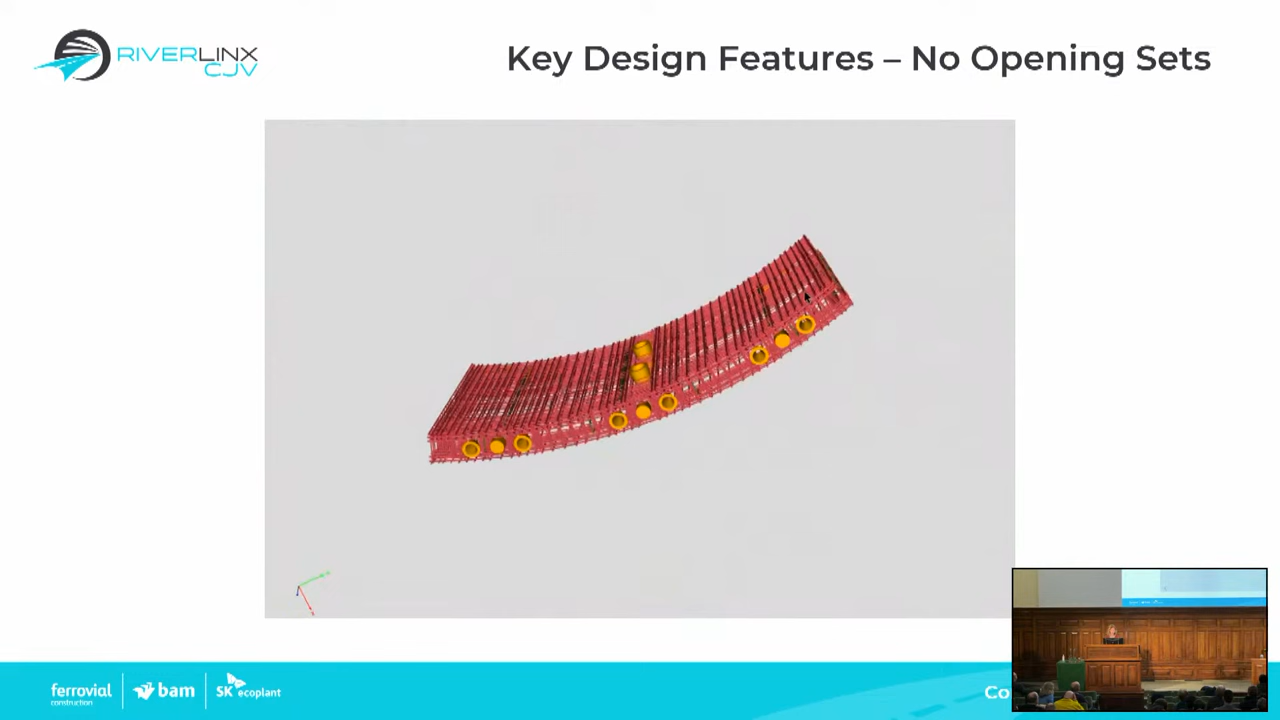 RIVERLINX
CJV
Key Design Features – No Opening Sets
ferrovial
construction
bam
SK ecoplant
Co